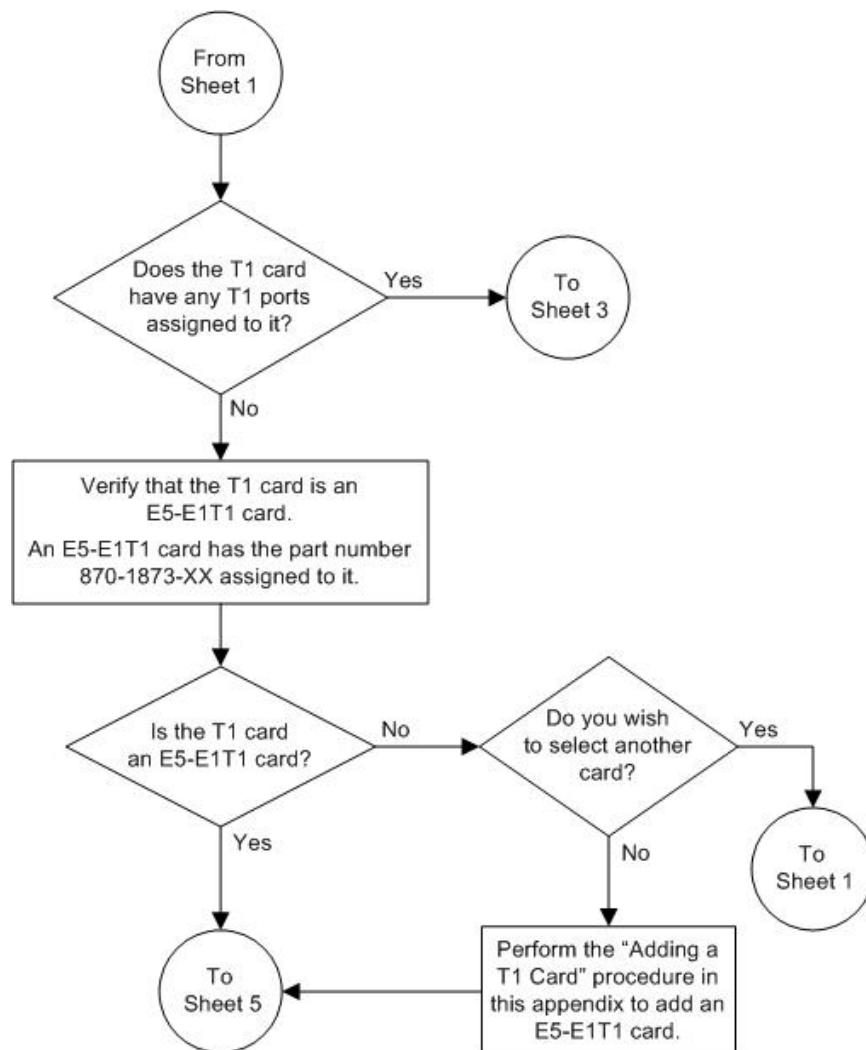 From
Sheet 1
Does the T1 card
have any T1 ports
assigned to it?
Yes
To
Sheet 3
No
Verify that the T1 card is an
E5-E1T1 card.
An E5-E1T1 card has the part number
870-1873-XX assigned to it.
Is the T1 card
an E5-E1T1 card?
No
Do you wish
to select another
card?
Yes
To
Sheet 1
Yes
No
To
Sheet 5
Perform the “Adding a
T1 Card” procedure in
this appendix to add an
E5-E1T1 card.